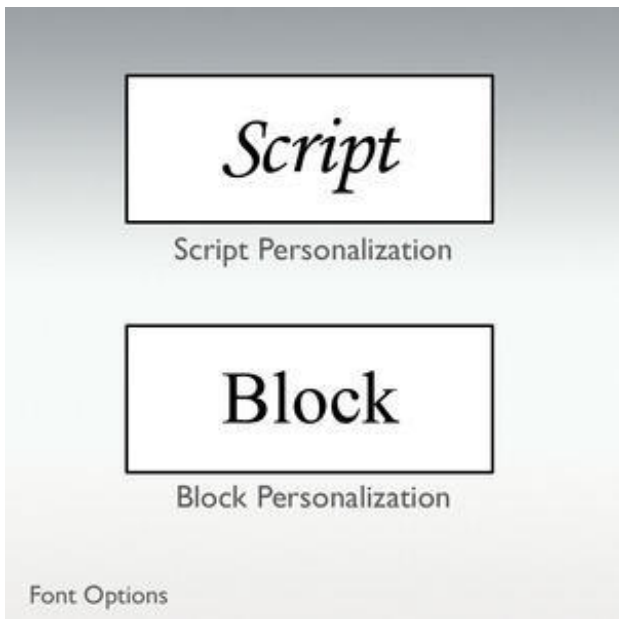 Script
Script Personalization
Block
Block Personalization
Font Options